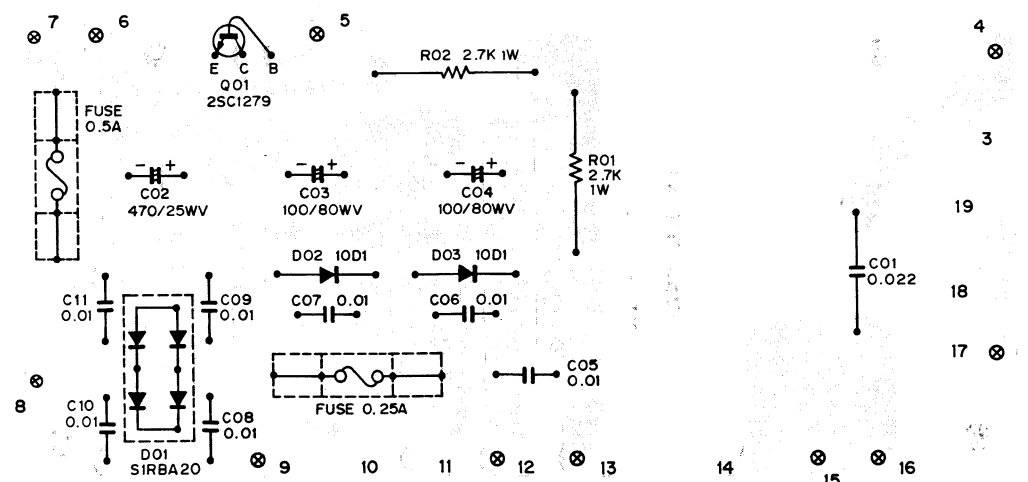 7
6
5
4
E C B
Q01
2SC1279
R02 2.7K 1W
FUSE
0.5A
3
R01
2.7K
1W
- +
C02
470/25WV
- +
C03
100/80WV
- +
C04
100/80WV
19
D02 10D1
D03 10D1
C01
0.022
C11
0.01
C09
0.01
C07 0.01
C06 0.01
18
17
C05
0.01
8
C10
0.01
C08
0.01
FUSE 0.25A
D01
S1RBA20
9
10
11
12
13
14
15
16